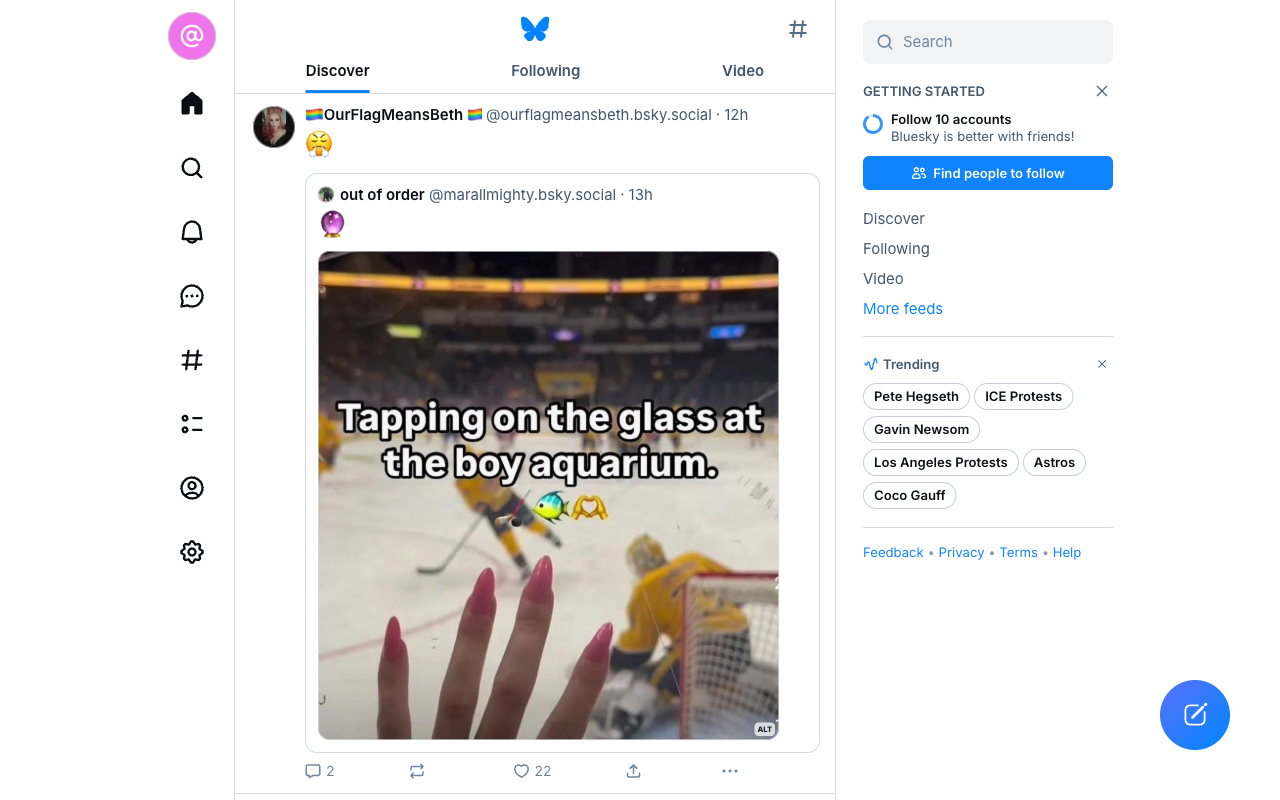 @
Discover
Following
Video
🏳️‍🌈OurFlagMeansBeth 🏳️‍🌈 @ourflagmeansbeth.bsky.social · 12h
😤
out of order @marallmighty.bsky.social · 13h
🔮
Tapping on the glass at
the boy aquarium.
🏒🐠🫶
ALT
2
22
Search
GETTING STARTED
Follow 10 accounts
Bluesky is better with friends!
Find people to follow
Discover
Following
Video
More feeds
Trending
Pete Hegseth
ICE Protests
Gavin Newsom
Los Angeles Protests
Astros
Coco Gauff
Feedback • Privacy • Terms • Help